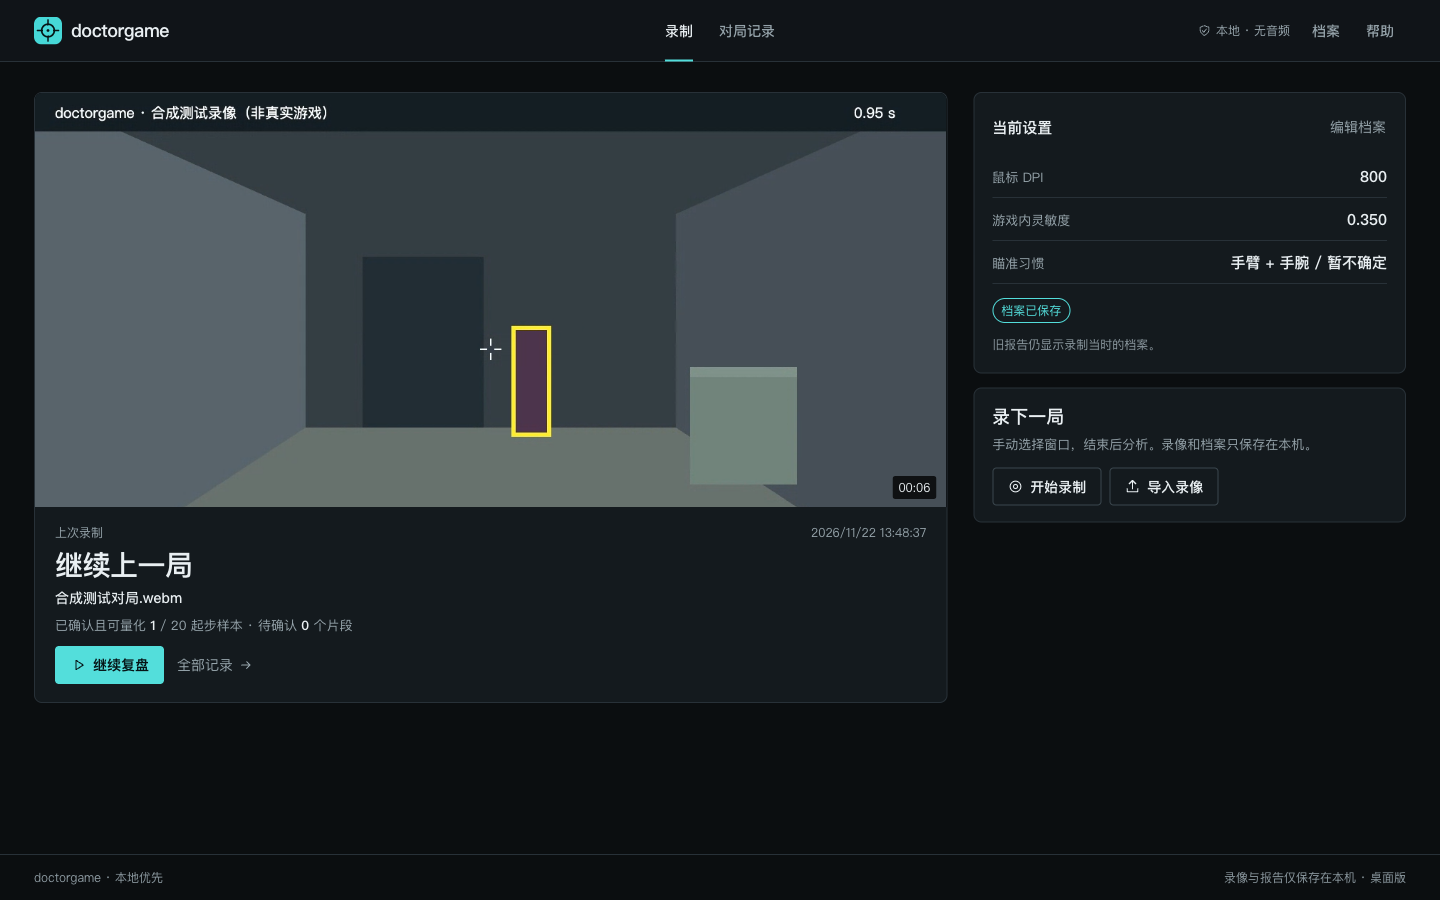 doctorgame
录制
对局记录
本地 · 无音频
档案
帮助
doctorgame · 合成测试录像（非真实游戏）
0.95 s
00:06
上次录制
2026/11/22 13:48:37
继续上一局
合成测试对局.webm
已确认且可量化 1 / 20 起步样本 · 待确认 0 个片段
继续复盘
全部记录 →
当前设置
编辑档案
鼠标 DPI
800
游戏内灵敏度
0.350
瞄准习惯
手臂 + 手腕 / 暂不确定
档案已保存
旧报告仍显示录制当时的档案。
录下一局
手动选择窗口，结束后分析。录像和档案只保存在本机。
开始录制
导入录像
doctorgame · 本地优先
录像与报告仅保存在本机 · 桌面版